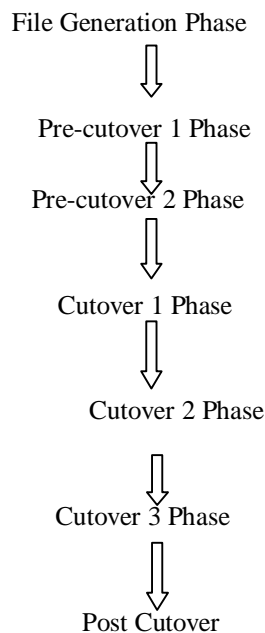 File Generation Phase
Pre-cutover 1 Phase
Pre-cutover 2 Phase
Cutover 1 Phase
Cutover 2 Phase
Cutover 3 Phase
Post Cutover